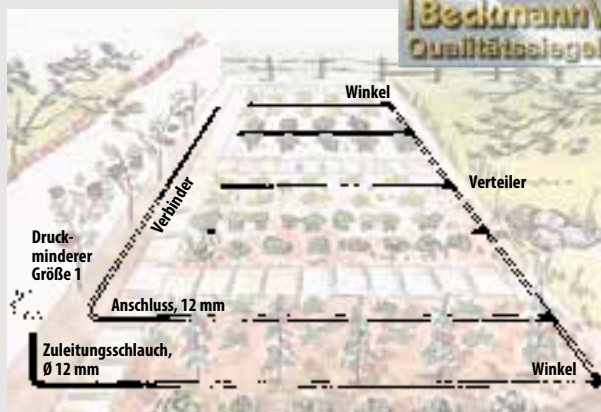 Beckmann
Qualitätssiegel
Winkel
Verteiler
Verbinder
Druck-
minderer
Größe 1
Anschluss, 12 mm
Zuleitungsschlauch,
Ø 12 mm
Winkel